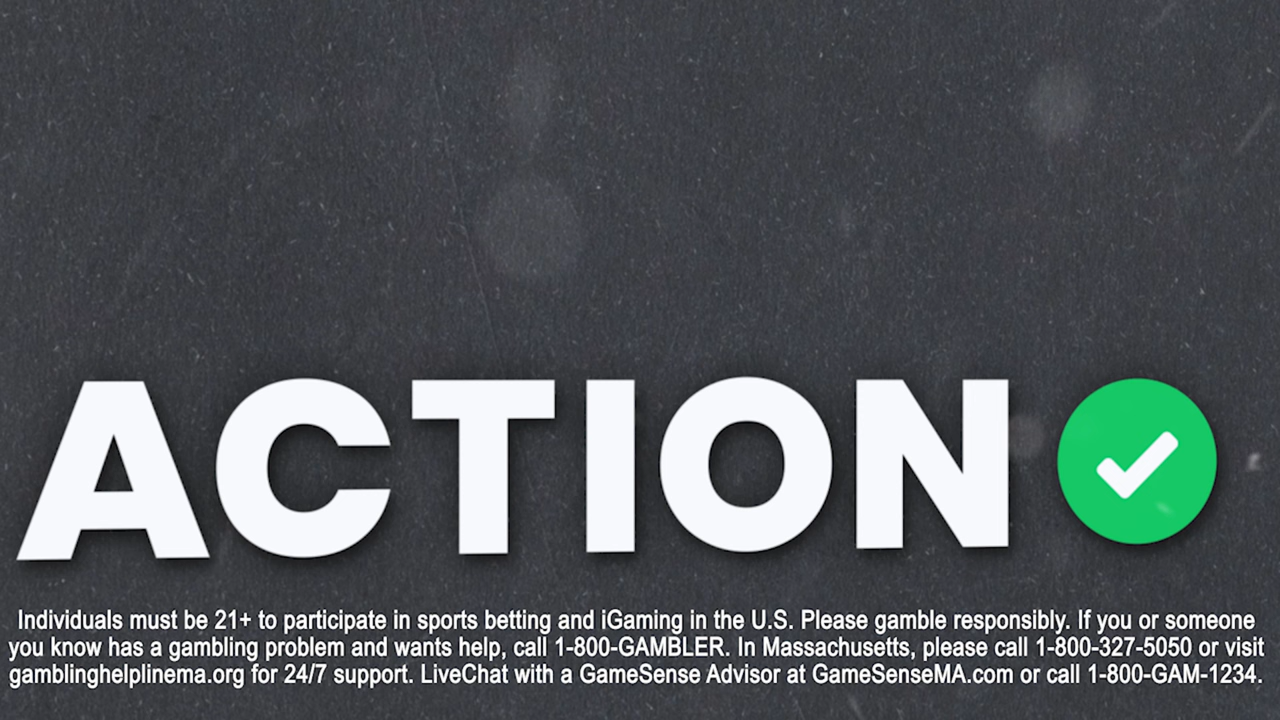 ACTION
Individuals must be 21+ to participate in sports betting and iGaming in the U.S. Please gamble responsibly. If you or someone
you know has a gambling problem and wants help, call 1-800-GAMBLER. In Massachusetts, please call 1-800-327-5050 or visit
gamblinghelplinema.org for 24/7 support. LiveChat with a GameSense Advisor at GameSenseMA.com or call 1-800-GAM-1234.